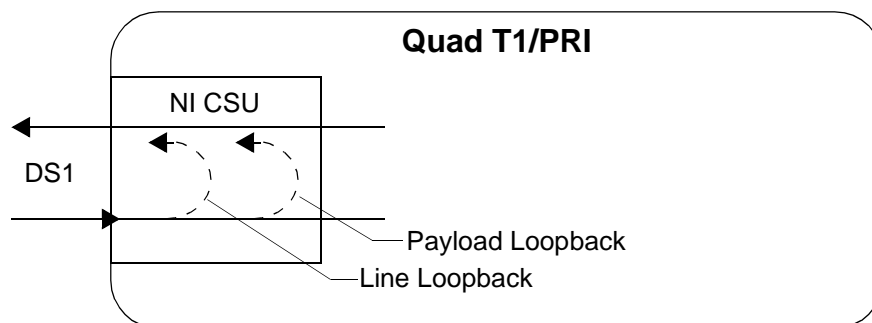 Quad T1/PRI
NI CSU
DS1
Payload Loopback
Line Loopback